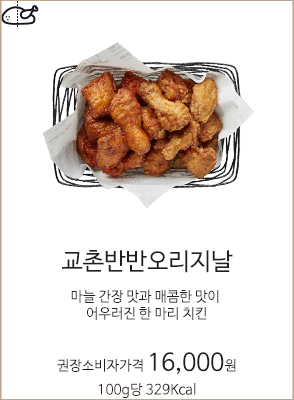 교촌반반오리지날
마늘 간장 맛과 매콤한 맛이
어우러진 한 마리 치킨
권장소비자가격 16,000원
100g당 329Kcal